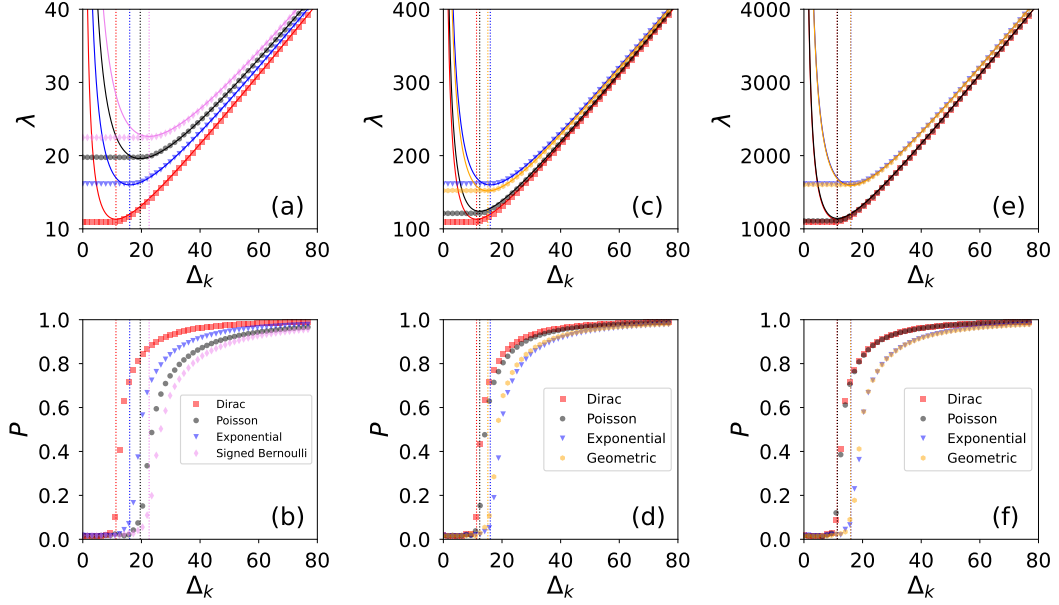 40
30
20
10
λ
0 20 40 60 80
Δk
(a)
400
300
200
100
λ
0 20 40 60 80
Δk
(c)
4000
3000
2000
1000
λ
0 20 40 60 80
Δk
(e)
1.0
0.8
0.6
0.4
0.2
0.0
P
Dirac
Poisson
Exponential
Signed Bernoulli
(b)
0 20 40 60 80
Δk
1.0
0.8
0.6
0.4
0.2
0.0
P
Dirac
Poisson
Exponential
Geometric
(d)
0 20 40 60 80
Δk
1.0
0.8
0.6
0.4
0.2
0.0
P
Dirac
Poisson
Exponential
Geometric
(f)
0 20 40 60 80
Δk